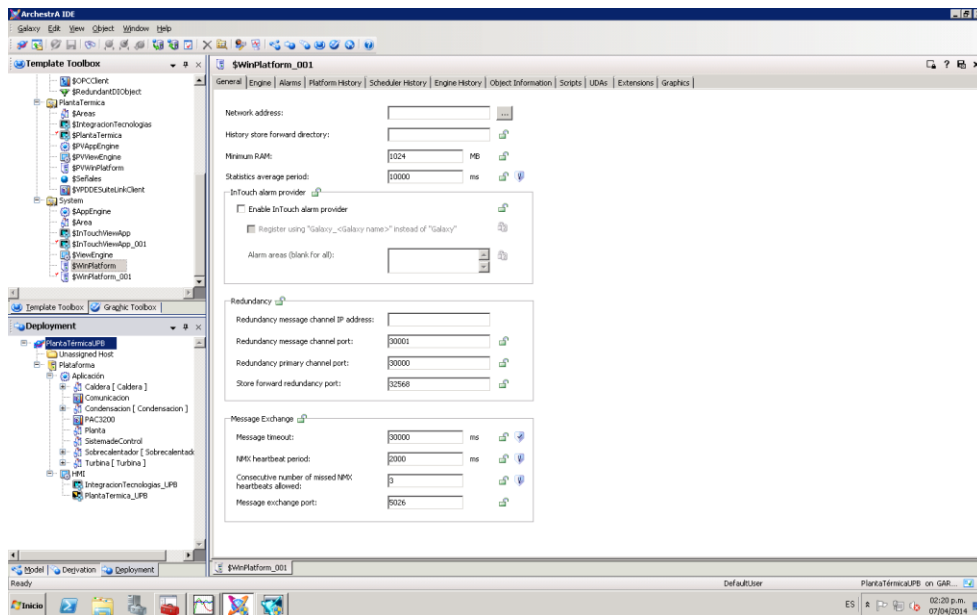 ArchestrA IDE
Galaxy Edit View Object Window Help
Template Toolbox
$OPCClient
$RedundantDIObject
PlantaTermica
$Areas
$IntegracionTecnologias
$PlantaTermica
$PVAppEngine
$PVViewEngine
$PVWinPlatform
$Señales
$VPDDESuiteLinkClient
System
$AppEngine
$Area
$InTouchViewApp
$InTouchViewApp_001
$ViewEngine
$WinPlatform
$WinPlatform_001
Template Toolbox Graphic Toolbox
Deployment
PlantaTérmicaUPB
Unassigned Host
Plataforma
Aplicación
Caldera [ Caldera ]
Comunicacion
Condensacion [ Condensacion ]
PAC3200
Planta
SistemadeControl
Sobrecalentador [ Sobrecalentad
Turbina [ Turbina ]
HMI
IntegracionTecnologias_UPB
PlantaTermica_UPB
Model Derivation Deployment
$WinPlatform_001
General Engine Alarms Platform History Scheduler History Engine History Object Information Scripts UDAs Extensions Graphics
Network address: ...
History store forward directory:
Minimum RAM: 1024 MB
Statistics average period: 10000 ms
InTouch alarm provider
Enable InTouch alarm provider
Register using "Galaxy_<Galaxy name>" instead of "Galaxy"
Alarm areas (blank for all):
Redundancy
Redundancy message channel IP address:
Redundancy message channel port: 30001
Redundancy primary channel port: 30000
Store forward redundancy port: 32568
Message Exchange
Message timeout: 30000 ms
NMX heartbeat period: 2000 ms
Consecutive number of missed NMX
heartbeats allowed: 3
Message exchange port: 5026
$WinPlatform_001
Ready DefaultUser PlantaTérmicaUPB on GAR...
Inicio ES 02:20 p.m.
07/04/2014